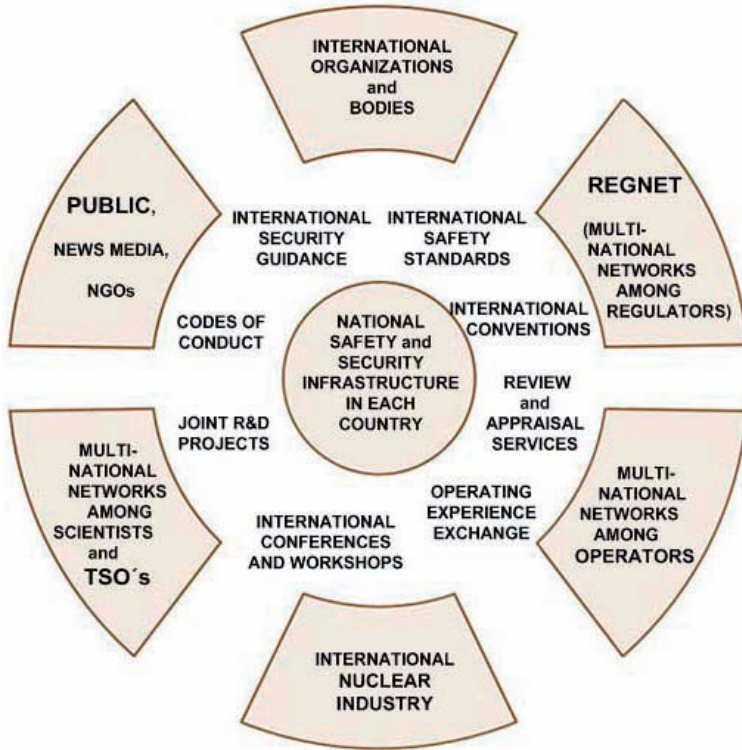 INTERNATIONAL
ORGANIZATIONS
and
BODIES
PUBLIC,
NEWS MEDIA,
NGOs
REGNET
(MULTI-
NATIONAL
NETWORKS
AMONG
REGULATORS)
INTERNATIONAL
SECURITY
GUIDANCE
INTERNATIONAL
SAFETY
STANDARDS
CODES OF
CONDUCT
NATIONAL
SAFETY and
SECURITY
INFRASTRUCTURE
IN EACH
COUNTRY
INTERNATIONAL
CONVENTIONS
JOINT R&D
PROJECTS
REVIEW
and
APPRAISAL
SERVICES
MULTI-
NATIONAL
NETWORKS
AMONG
SCIENTISTS
and
TSO´s
INTERNATIONAL
CONFERENCES
AND WORKSHOPS
OPERATING
EXPERIENCE
EXCHANGE
MULTI-
NATIONAL
NETWORKS
AMONG
OPERATORS
INTERNATIONAL
NUCLEAR
INDUSTRY